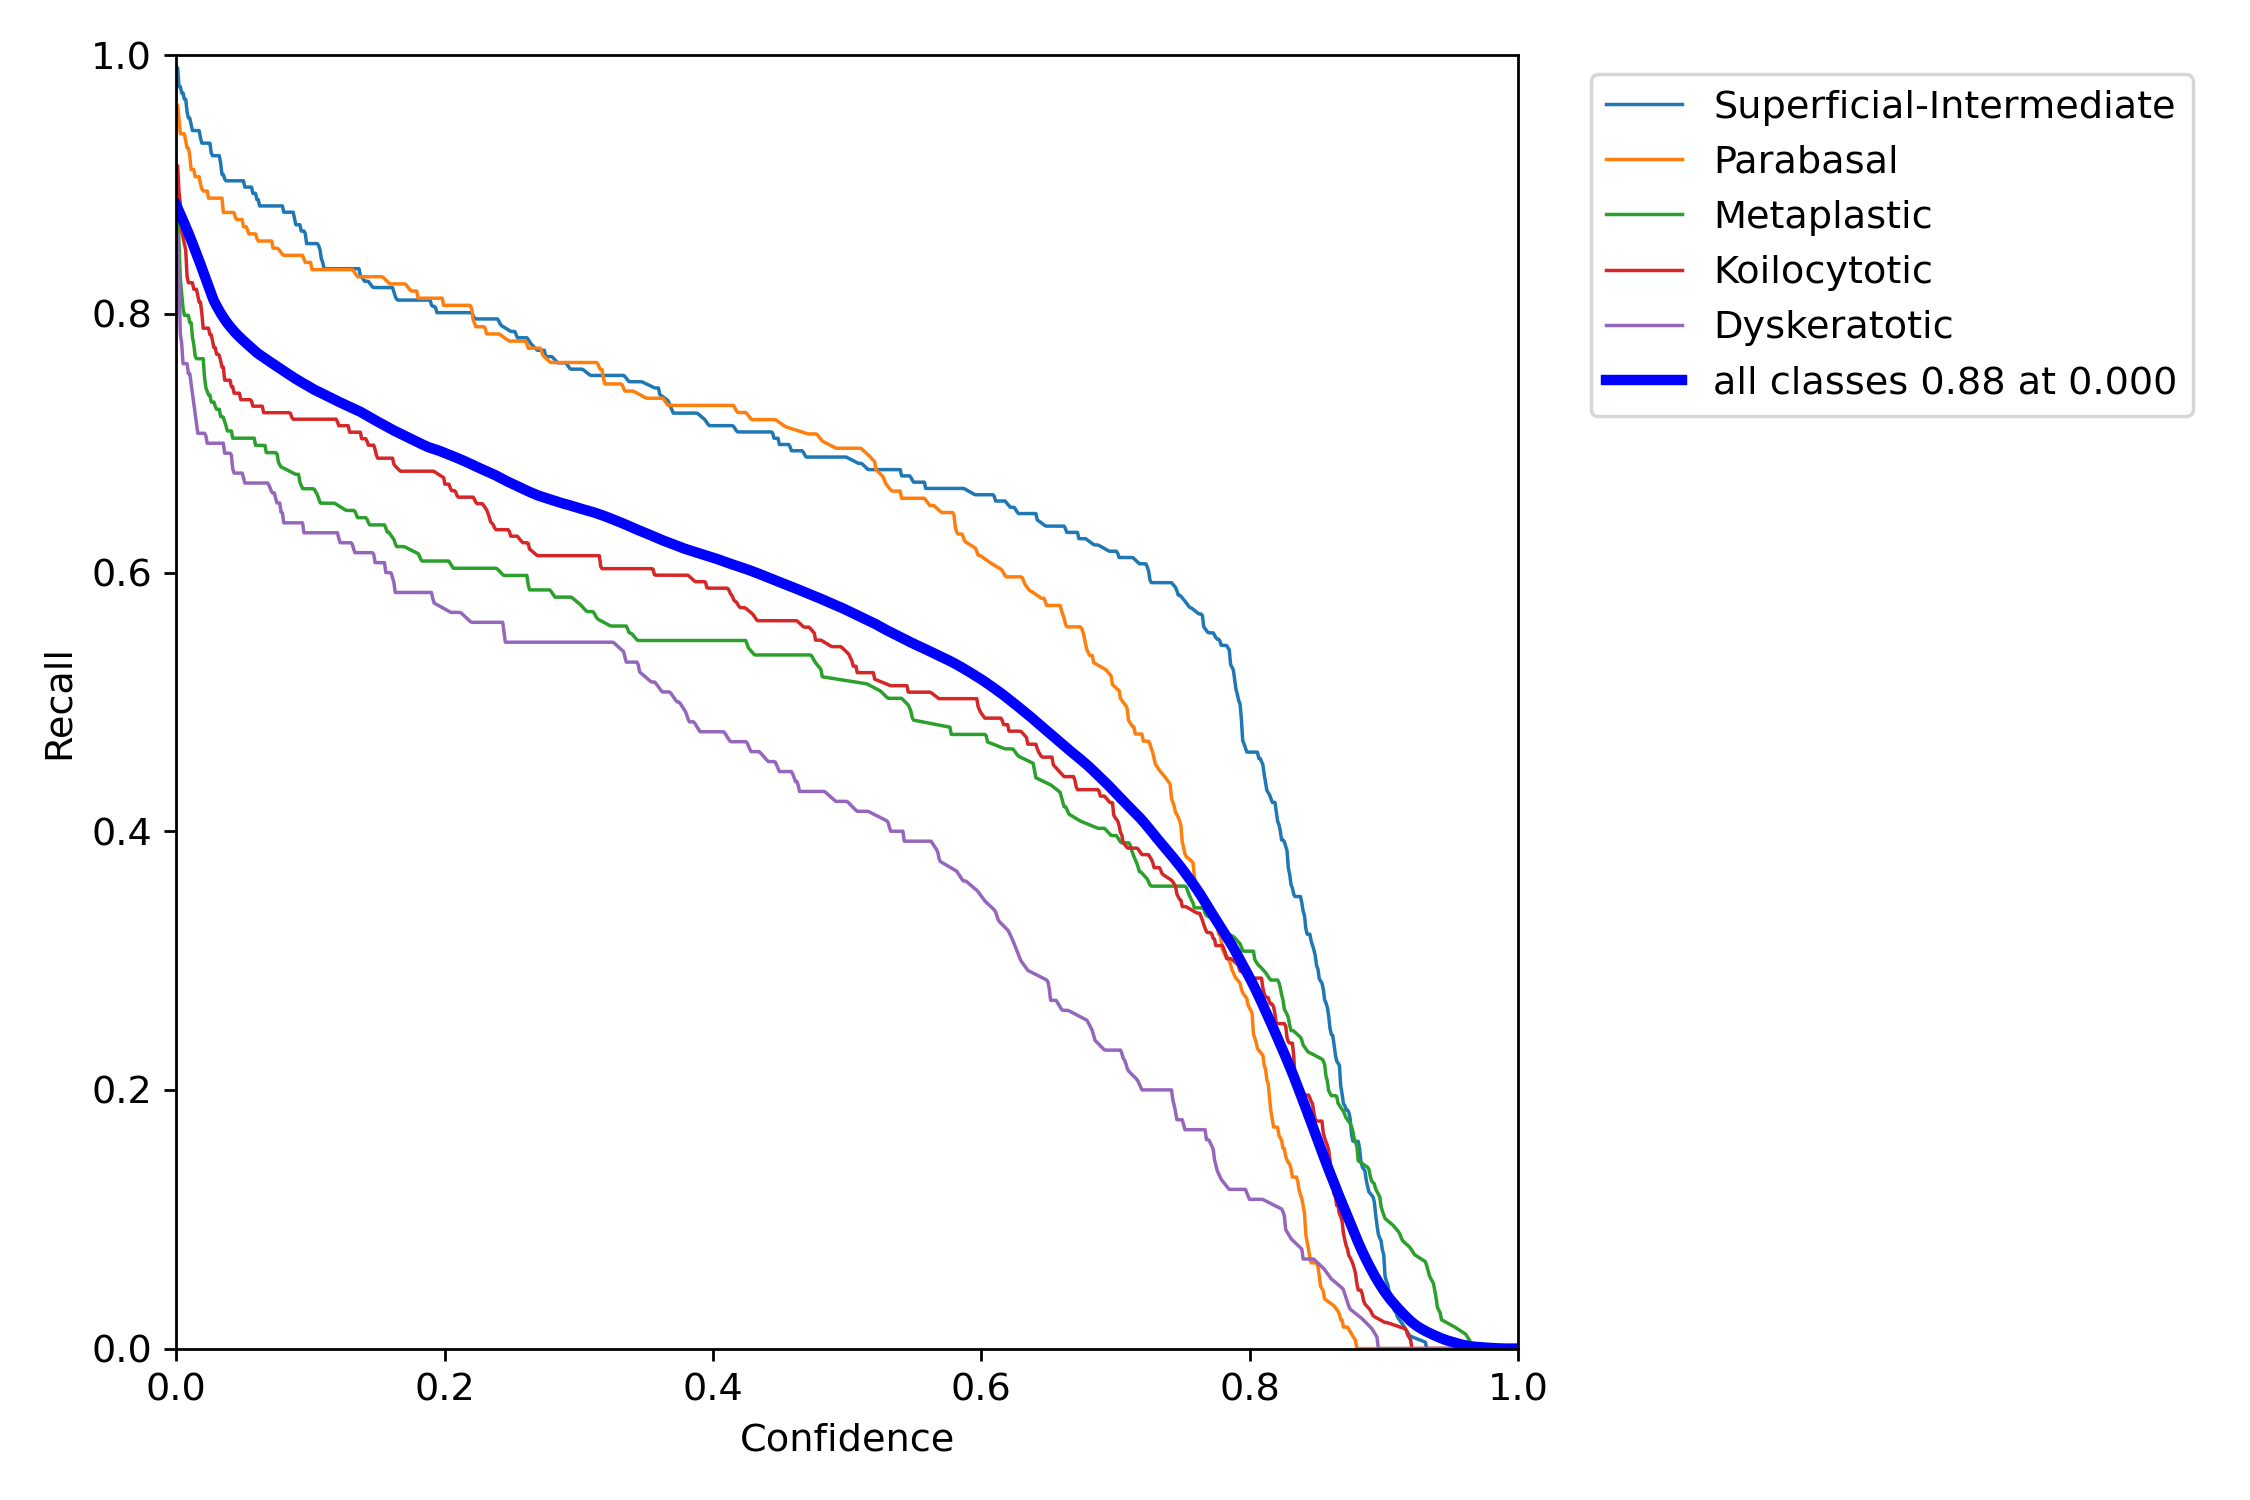 1.0
0.8
0.6
0.4
0.2
0.0
Recall
0.0 0.2 0.4 0.6 0.8 1.0
Confidence
Superficial-Intermediate
Parabasal
Metaplastic
Koilocytotic
Dyskeratotic
all classes 0.88 at 0.000